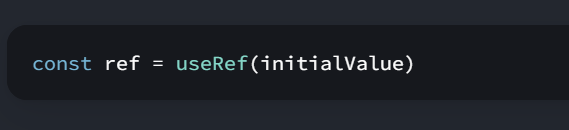 const ref = useRef(initialValue)